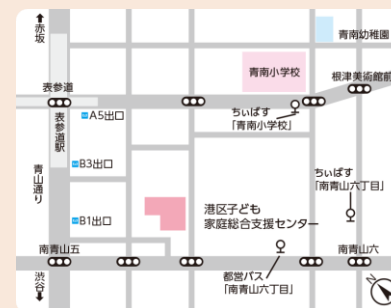 赤坂
青南幼稚園
青南小学校
根津美術館前
表参道
A5出口
ちぃばす
「青南小学校」
表参道駅
B3出口
青山通り
ちぃばす
「南青山六丁目」
港区子ども
家庭総合支援センター
B1出口
南青山五
南青山六
都営バス
「南青山六丁目」
渋谷
N